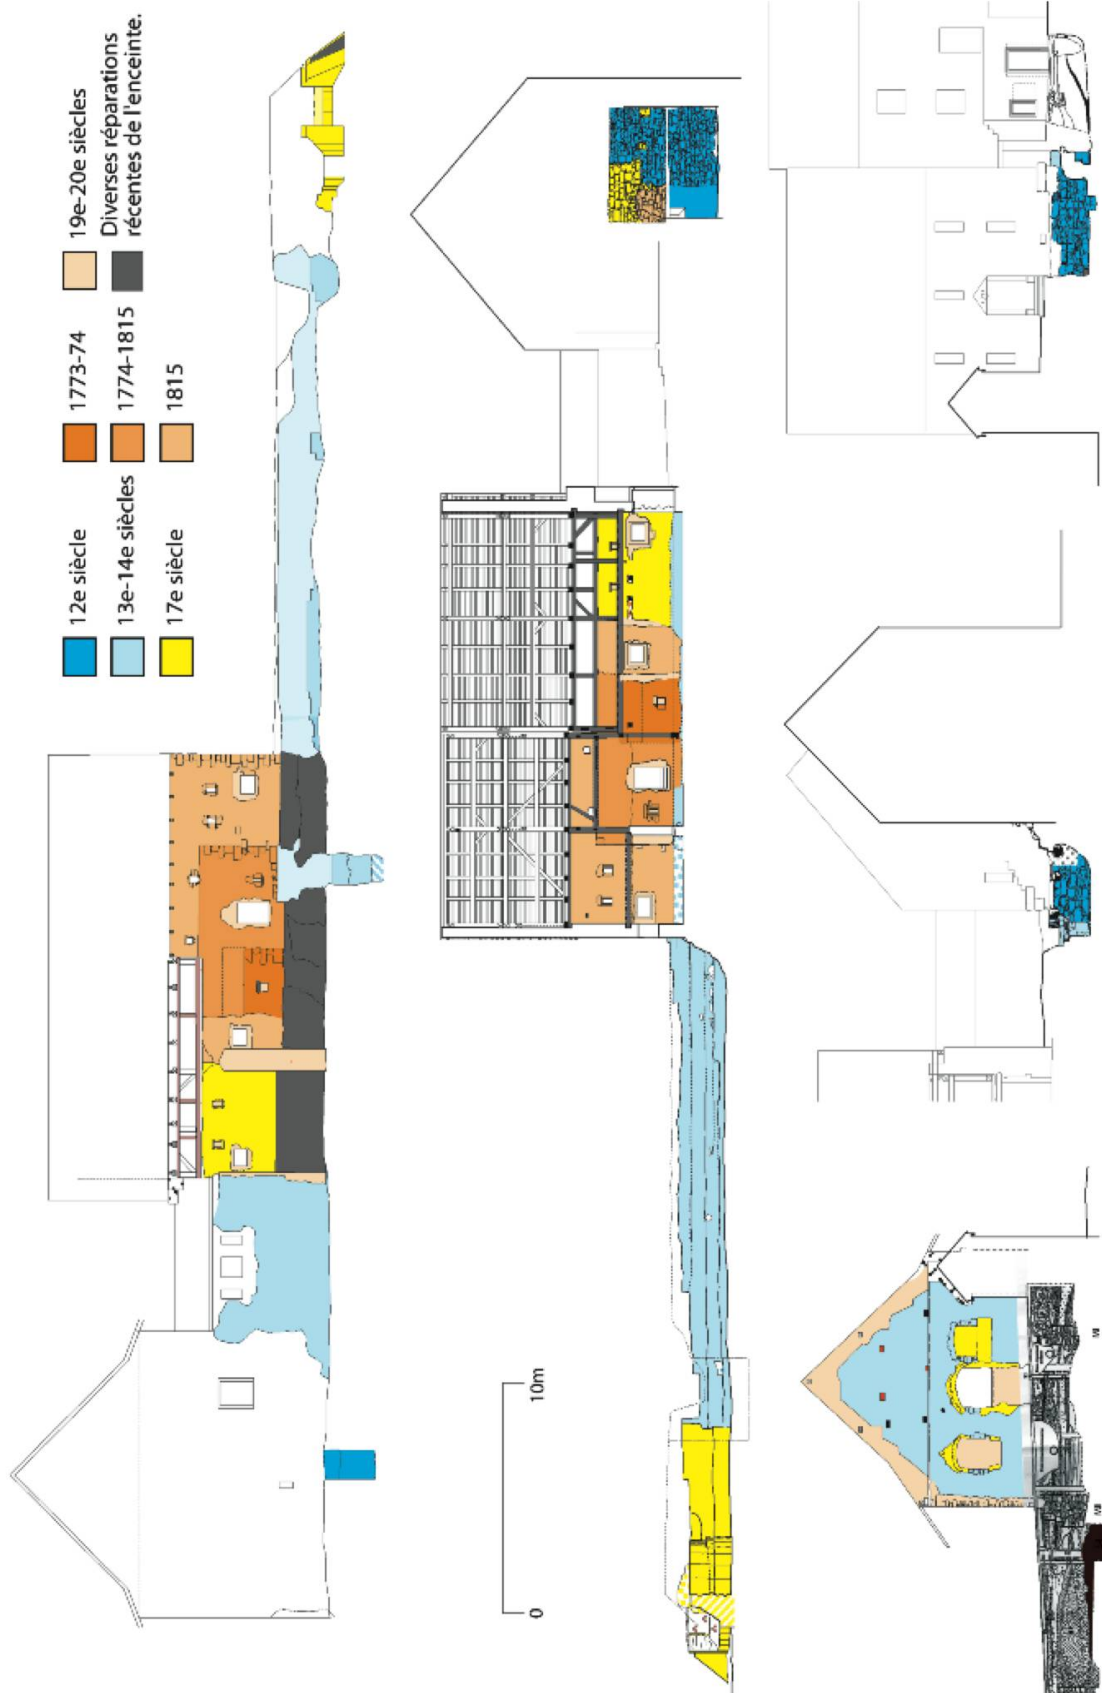 12e siècle
13e-14e siècles
17e siècle
1773-74
1774-1815
1815
19e-20e siècles
Diverses réparations
récentes de l'enceinte.
0
10m